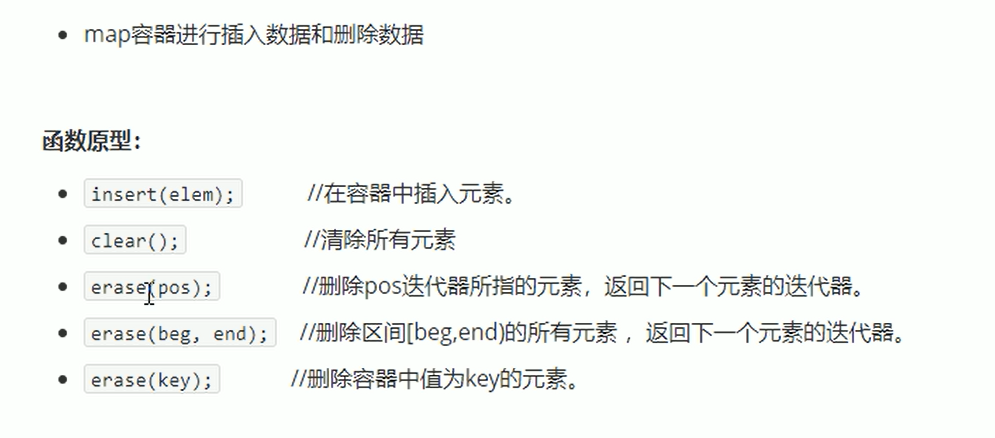 map容器进行插入数据和删除数据
函数原型：
insert(elem); //在容器中插入元素。
clear(); //清除所有元素
erase(pos); //删除pos迭代器所指的元素，返回下一个元素的迭代器。
erase(beg, end); //删除区间[beg,end)的所有元素 ，返回下一个元素的迭代器。
erase(key); //删除容器中值为key的元素。